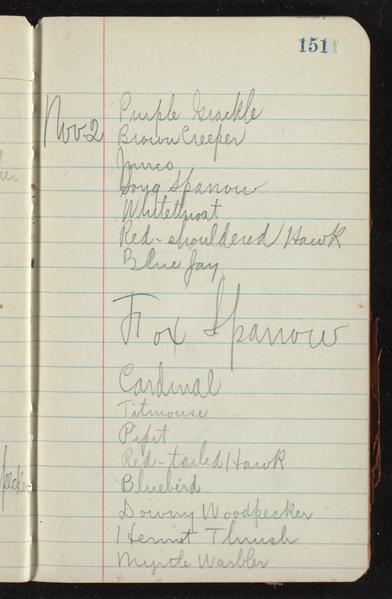 151
Nov. 2 Purple Grackle
Brown Creeper
Junco
Song Sparrow
Whitethroat
Red-shouldered Hawk
Blue Jay
Fox Sparrow
Cardinal
Titmouse
Pipit
Red-tailed Hawk
Bluebird
Downy Woodpecker
Hermit Thrush
Myrtle Warbler